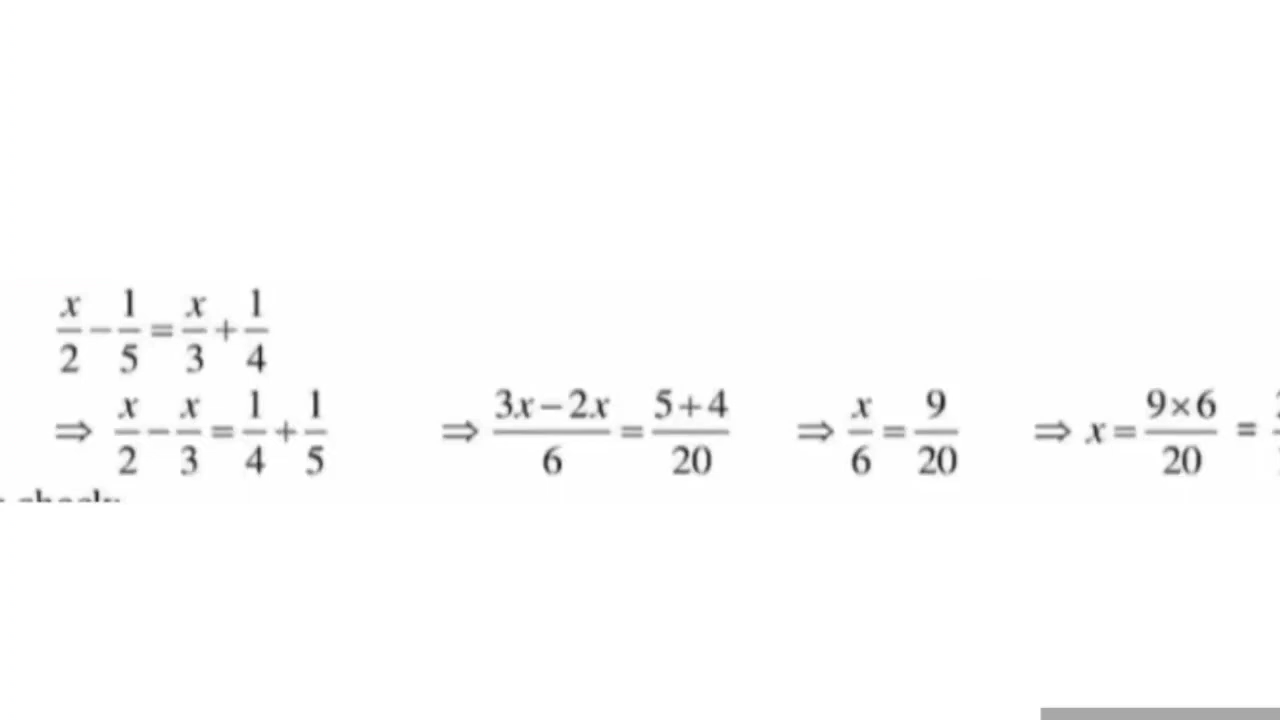 x/2 − 1/5 = x/3 + 1/4
⇒ x/2 − x/3 = 1/4 + 1/5 ⇒ (3x−2x)/6 = (5+4)/20 ⇒ x/6 = 9/20 ⇒ x = (9×6)/20 =